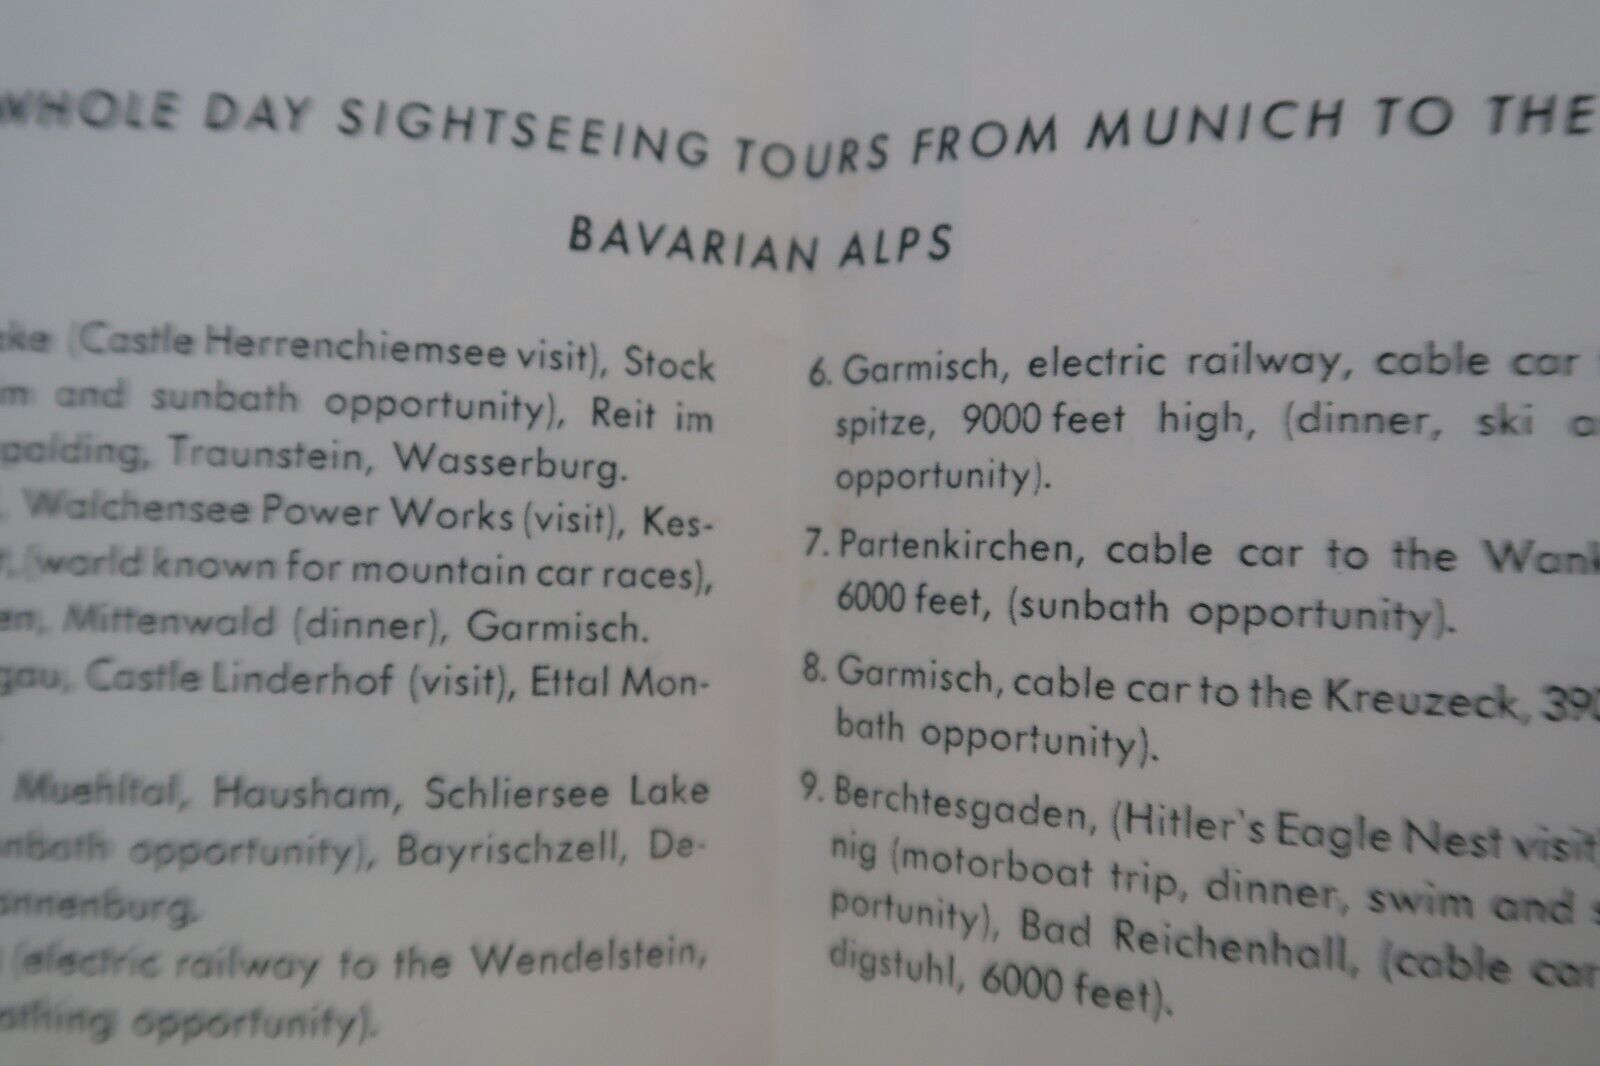 WHOLE DAY SIGHTSEEING TOURS FROM MUNICH TO THE
BAVARIAN ALPS
(Castle Herrenchiemsee visit), Stock
and sunbath opportunity), Reit im
Traunstein, Wasserburg.
Walchensee Power Works (visit), Kes-
(world known for mountain car races),
Mittenwald (dinner), Garmisch.
Castle Linderhof (visit), Ettal Mon-
Muehltal, Hausham, Schliersee Lake
opportunity), Bayrischzell, De-
(electric railway to the Wendelstein,
opportunity).
6. Garmisch, electric railway, cable car
spitze, 9000 feet high, (dinner, ski
opportunity).
7. Partenkirchen, cable car to the Wank
6000 feet, (sunbath opportunity).
8. Garmisch, cable car to the Kreuzeck,
bath opportunity).
9. Berchtesgaden, (Hitler's Eagle Nest visit)
nig (motorboat trip, dinner, swim and
portunity), Bad Reichenhall, (cable car
digstuhl, 6000 feet).